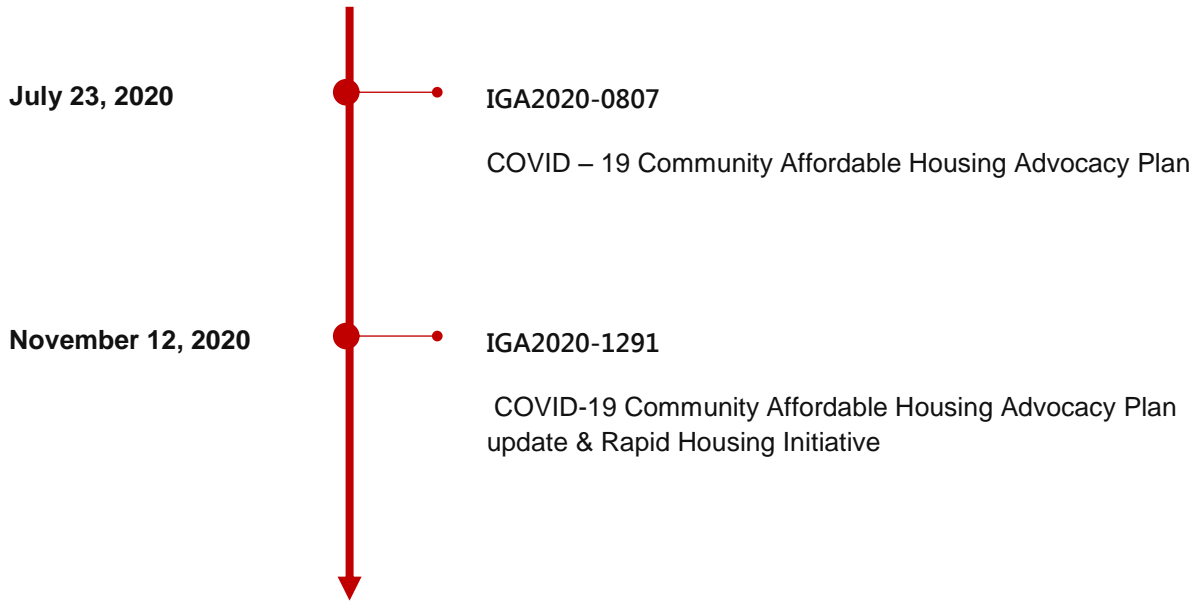 July 23, 2020
IGA2020-0807
COVID – 19 Community Affordable Housing Advocacy Plan
November 12, 2020
IGA2020-1291
COVID-19 Community Affordable Housing Advocacy Plan
update & Rapid Housing Initiative